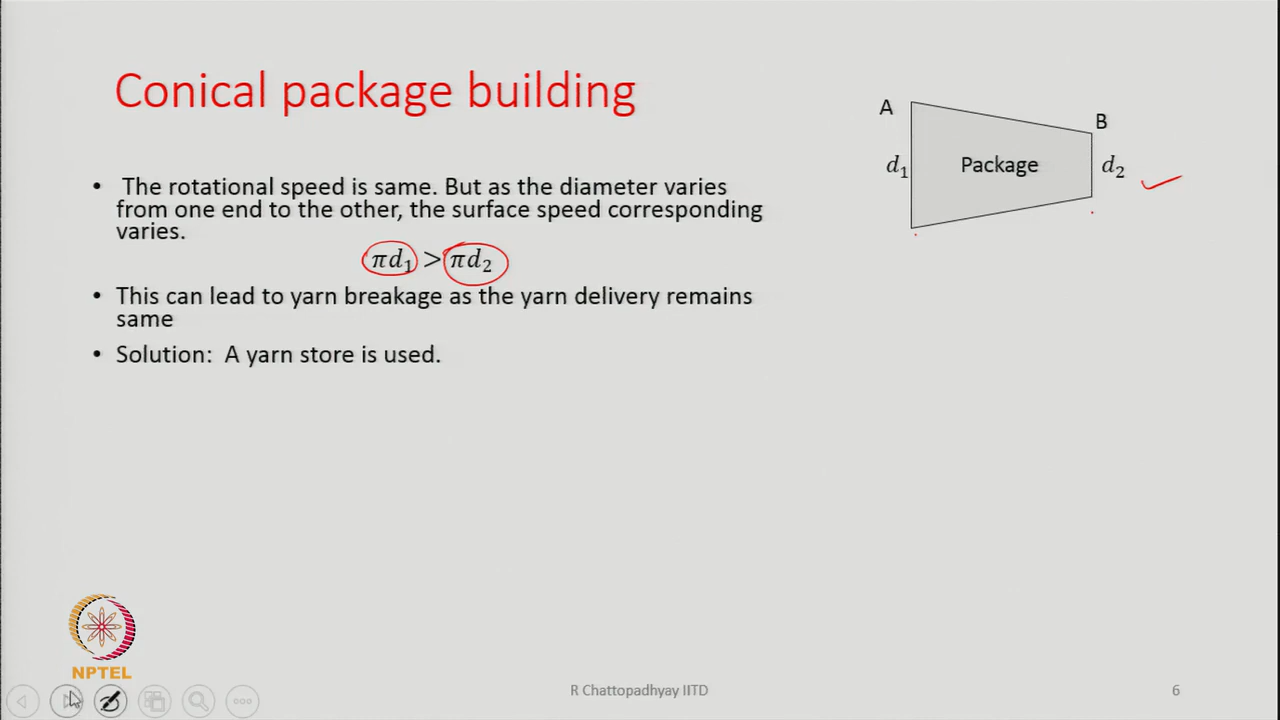 Conical package building
• The rotational speed is same. But as the diameter varies
from one end to the other, the surface speed corresponding
varies.
πd₁ > πd₂
• This can lead to yarn breakage as the yarn delivery remains
same
• Solution: A yarn store is used.
A
B
d₁
Package
d₂
NPTEL
R Chattopadhyay IITD
6